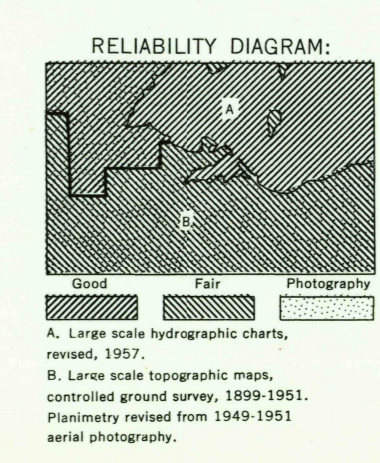 RELIABILITY DIAGRAM:
A
B
Good Fair Photography
A. Large scale hydrographic charts,
revised, 1957.
B. Large scale topographic maps,
controlled ground survey, 1899-1951.
Planimetry revised from 1949-1951
aerial photography.